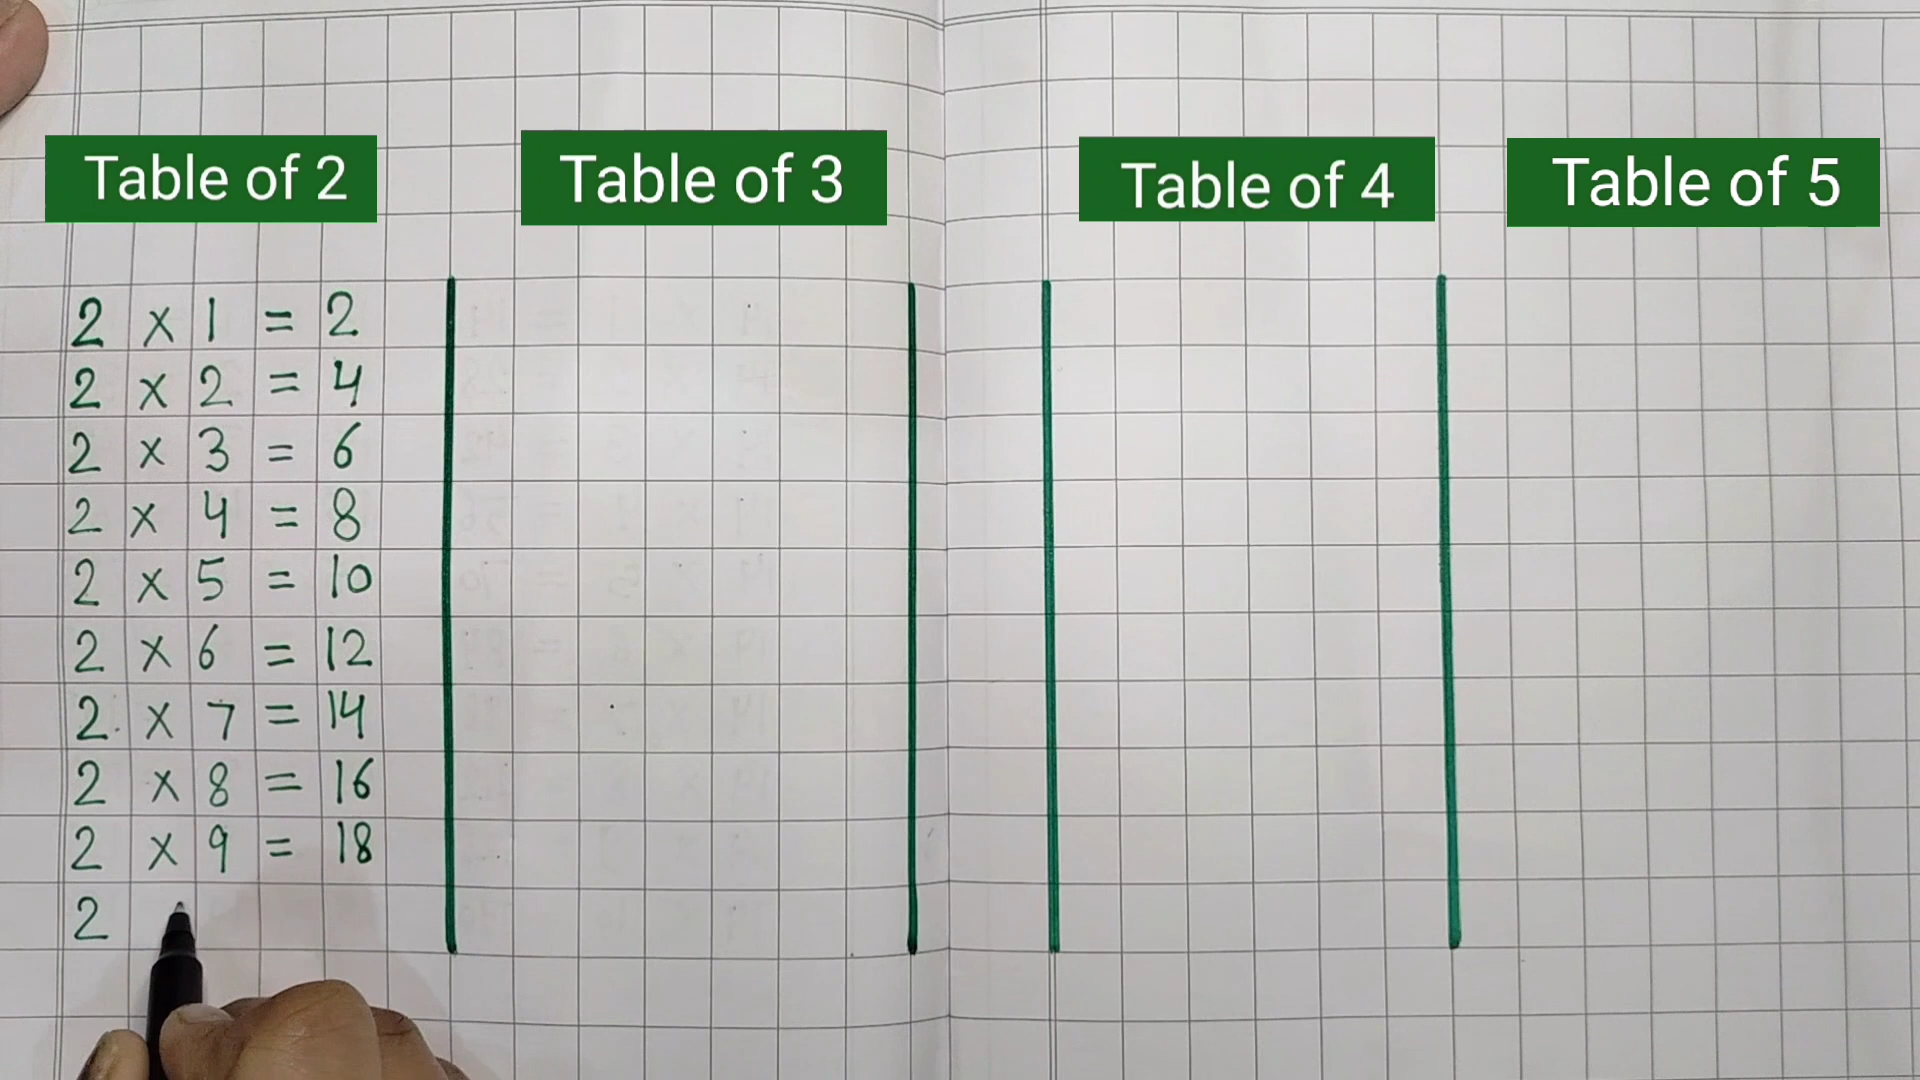 Table of 2
Table of 3
Table of 4
Table of 5
2 × 1 = 2
2 × 2 = 4
2 × 3 = 6
2 × 4 = 8
2 × 5 = 10
2 × 6 = 12
2 × 7 = 14
2 × 8 = 16
2 × 9 = 18
2